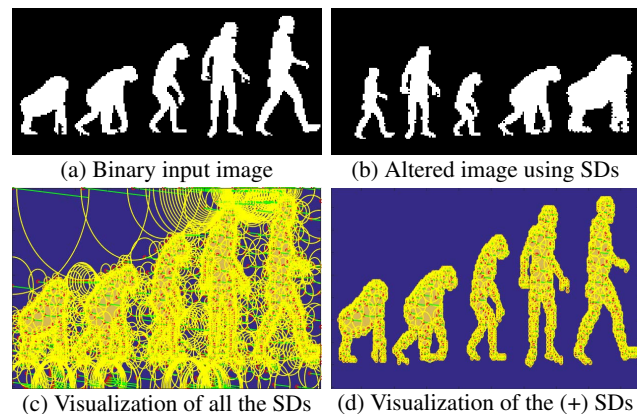 (a) Binary input image
(b) Altered image using SDs
(c) Visualization of all the SDs
(d) Visualization of the (+) SDs